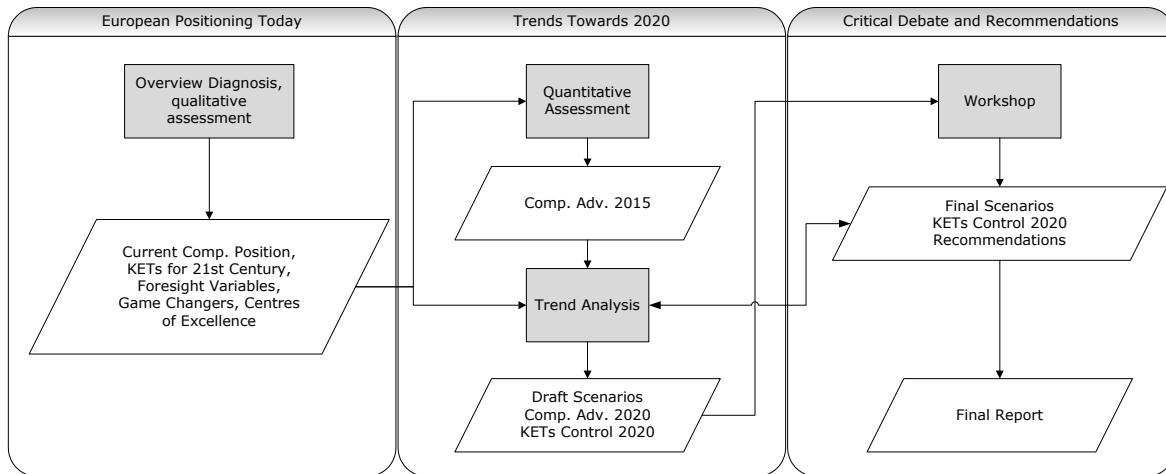 European Positioning Today
Overview Diagnosis,
qualitative
assessment
Current Comp. Position,
KETs for 21st Century,
Foresight Variables,
Game Changers, Centres
of Excellence
Trends Towards 2020
Quantitative
Assessment
Comp. Adv. 2015
Trend Analysis
Draft Scenarios
Comp. Adv. 2020
KETs Control 2020
Critical Debate and Recommendations
Workshop
Final Scenarios
KETs Control 2020
Recommendations
Final Report